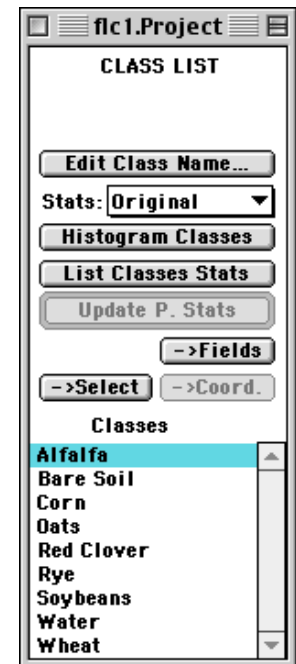 flc1.Project
CLASS LIST
Edit Class Name...
Stats: Original
Histogram Classes
List Classes Stats
Update P. Stats
->Fields
->Select ->Coord.
Classes
Alfalfa
Bare Soil
Corn
Oats
Red Clover
Rye
Soybeans
Water
Wheat